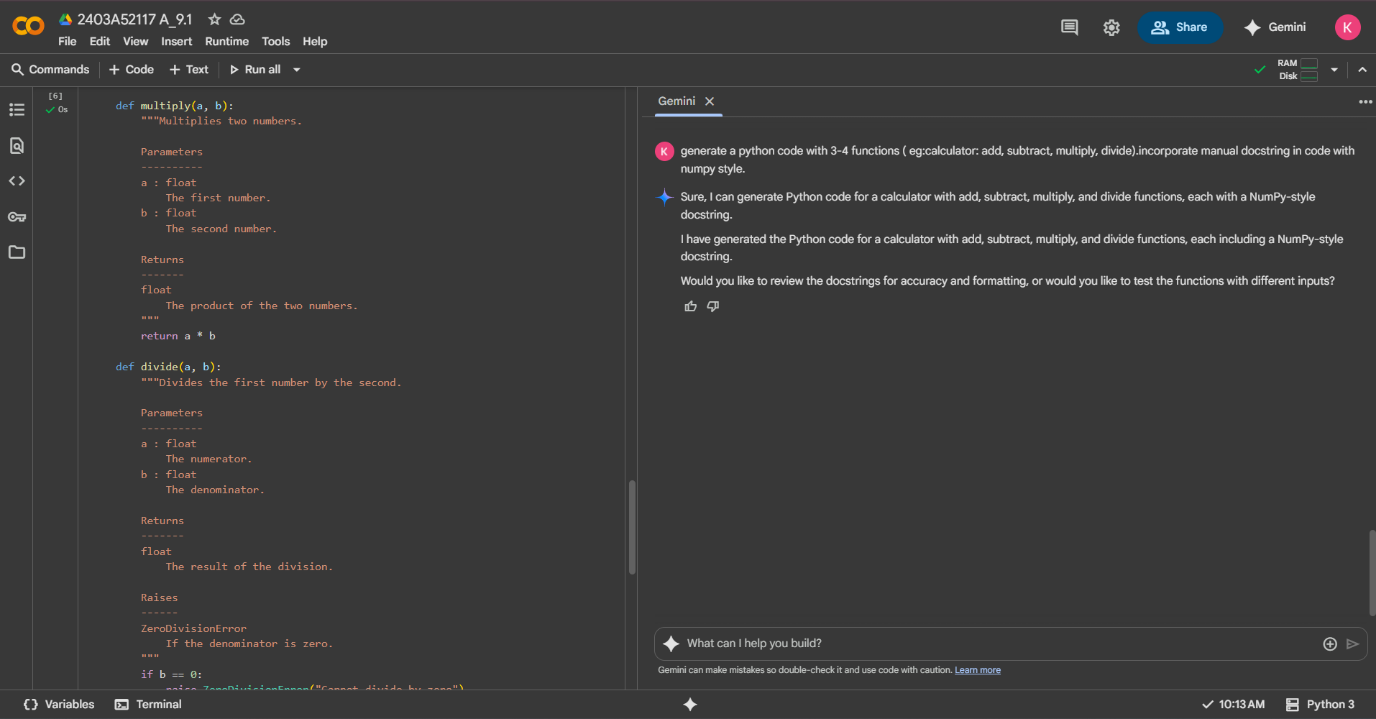 2403A52117 A_9.1
File Edit View Insert Runtime Tools Help
Share
Gemini
K
Commands + Code + Text Run all
RAM
Disk
[6]
0s
def multiply(a, b):
"""Multiplies two numbers.
Parameters
----------
a : float
The first number.
b : float
The second number.
Returns
-------
float
The product of the two numbers.
"""
return a * b
def divide(a, b):
"""Divides the first number by the second.
Parameters
----------
a : float
The numerator.
b : float
The denominator.
Returns
-------
float
The result of the division.
Raises
------
ZeroDivisionError
If the denominator is zero.
"""
if b == 0:
raise ZeroDivisionError("Cannot divide by zero")
Gemini
K
generate a python code with 3-4 functions ( eg:calculator: add, subtract, multiply, divide).incorporate manual docstring in code with
numpy style.
Sure, I can generate Python code for a calculator with add, subtract, multiply, and divide functions, each with a NumPy-style
docstring.
I have generated the Python code for a calculator with add, subtract, multiply, and divide functions, each including a NumPy-style
docstring.
Would you like to review the docstrings for accuracy and formatting, or would you like to test the functions with different inputs?
What can I help you build?
Gemini can make mistakes so double-check it and use code with caution. Learn more
Variables Terminal
10:13 AM Python 3